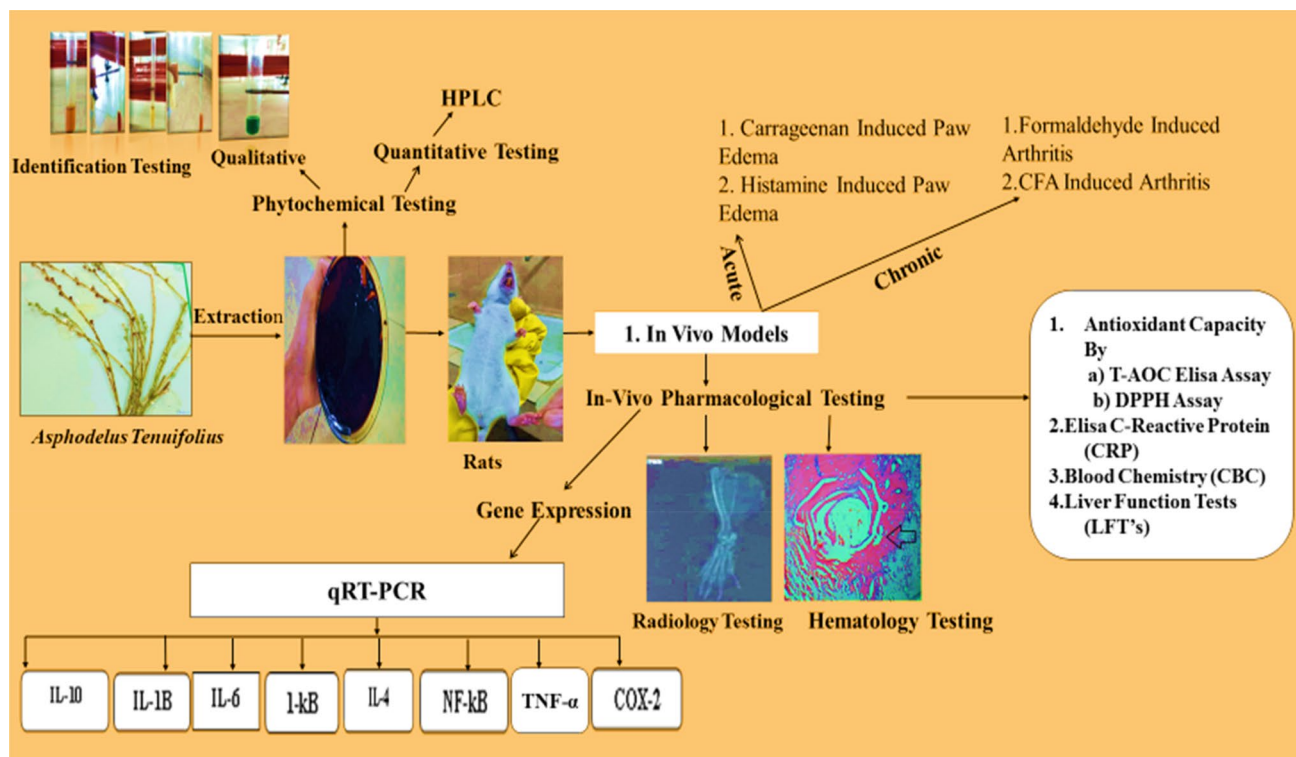 HPLC
Identification Testing
Qualitative
Quantitative Testing
Phytochemical Testing
1. Carrageenan Induced Paw
Edema
2. Histamine Induced Paw
Edema
1.Formaldehyde Induced
Arthritis
2.CFA Induced Arthritis
Acute
Chronic
Extraction
Asphodelus Tenuifolius
Rats
1. In Vivo Models
In-Vivo Pharmacological Testing
1. Antioxidant Capacity
By
a) T-AOC Elisa Assay
b) DPPH Assay
2.Elisa C-Reactive Protein
(CRP)
3.Blood Chemistry (CBC)
4.Liver Function Tests
(LFT's)
Gene Expression
qRT-PCR
Radiology Testing
Hematology Testing
IL-10
IL-1B
IL-6
1-kB
IL-4
NF-kB
TNF-α
COX-2